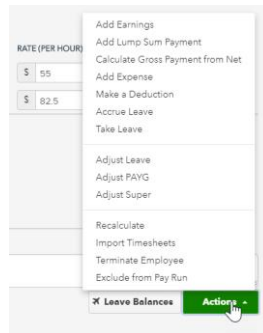 Add Earnings
Add Lump Sum Payment
RATE (PER HOUR)
Calculate Gross Payment from Net
Add Expense
$ 55
Make a Deduction
Accrue Leave
$ 82.5
Take Leave
Adjust Leave
Adjust PAYG
Adjust Super
Recalculate
Import Timesheets
Terminate Employee
Exclude from Pay Run
Leave Balances
Actions